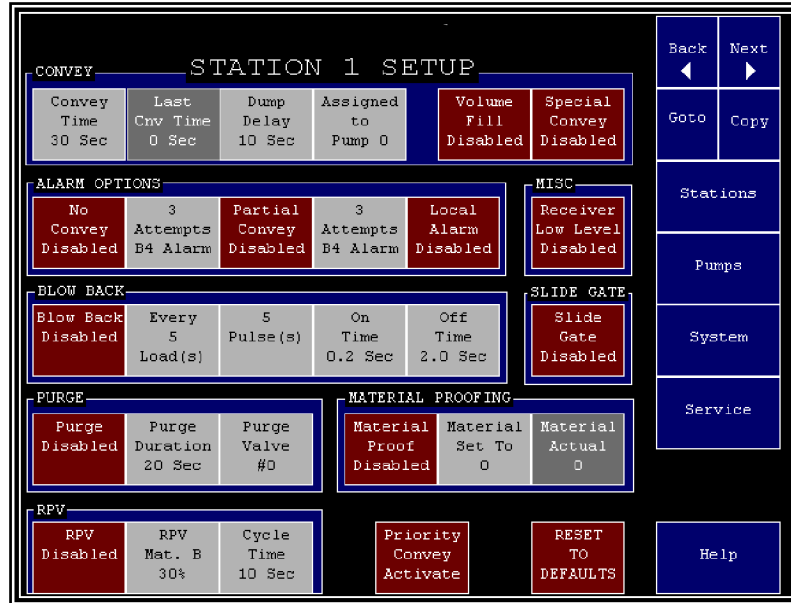 STATION 1 SETUP
CONVEY
Convey
Time
30 Sec
Last
Cnv Time
0 Sec
Dump
Delay
10 Sec
Assigned
to
Pump 0
Volume
Fill
Disabled
Special
Convey
Disabled
ALARM OPTIONS
No
Convey
Disabled
3
Attempts
B4 Alarm
Partial
Convey
Disabled
3
Attempts
B4 Alarm
Local
Alarm
Disabled
MISC
Receiver
Low Level
Disabled
BLOW BACK
Blow Back
Disabled
Every
5
Load(s)
5
Pulse(s)
On
Time
0.2 Sec
Off
Time
2.0 Sec
SLIDE GATE
Slide
Gate
Disabled
PURGE
Purge
Disabled
Purge
Duration
20 Sec
Purge
Valve
#0
MATERIAL PROOFING
Material
Proof
Disabled
Material
Set To
0
Material
Actual
0
RPV
RPV
Disabled
RPV
Mat. B
30%
Cycle
Time
10 Sec
Priority
Convey
Activate
RESET
TO
DEFAULTS
Back
Next
Goto
Copy
Stations
Pumps
System
Service
Help